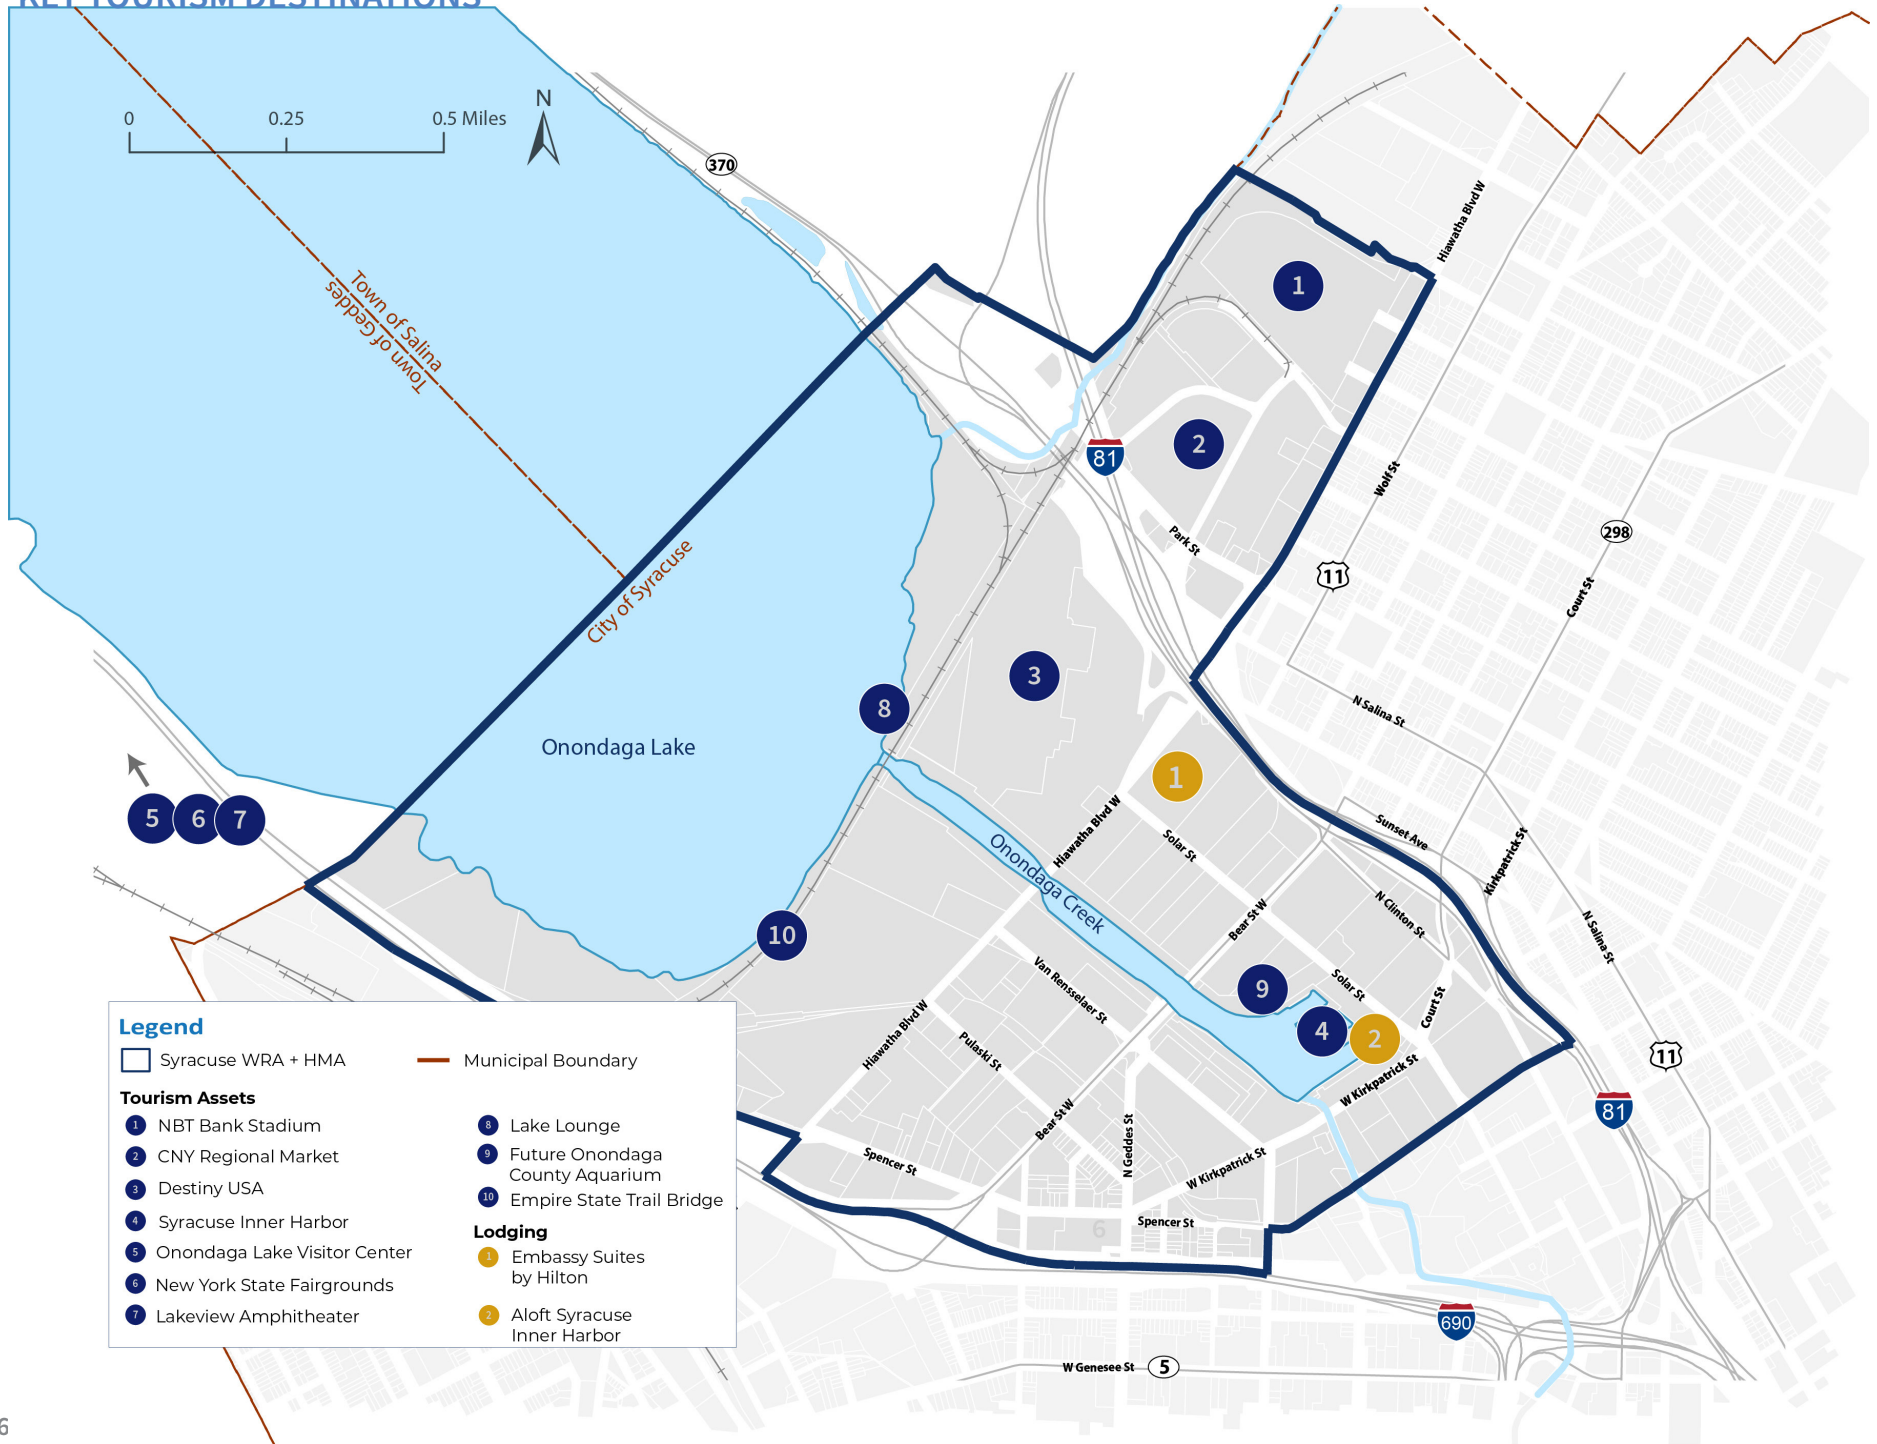 KEY TOURISM DESTINATIONS
0
0.25
0.5 Miles
N
370
Hiawatha Blvd W
1
Town of Salina
Town of Geddes
81
2
Wolf St
298
Park St
11
City of Syracuse
Court St
3
8
N Salina St
Onondaga Lake
1
5
6
7
Hiawatha Blvd W
Solar St
Sunset Ave
Kirkpatrick St
Onondaga Creek
10
Bear St W
N Clinton St
N Salina St
Van Rensselaer St
9
Solar St
Court St
4
2
Hiawatha Blvd W
Pulaski St
W Kirkpatrick St
11
81
Bear St W
N Geddes St
Spencer St
W Kirkpatrick St
6
Spencer St
690
W Genesee St
5
Legend
Syracuse WRA + HMA
Municipal Boundary
Tourism Assets
1 NBT Bank Stadium
2 CNY Regional Market
3 Destiny USA
4 Syracuse Inner Harbor
5 Onondaga Lake Visitor Center
6 New York State Fairgrounds
7 Lakeview Amphitheater
8 Lake Lounge
9 Future Onondaga
County Aquarium
10 Empire State Trail Bridge
Lodging
1 Embassy Suites
by Hilton
2 Aloft Syracuse
Inner Harbor
6